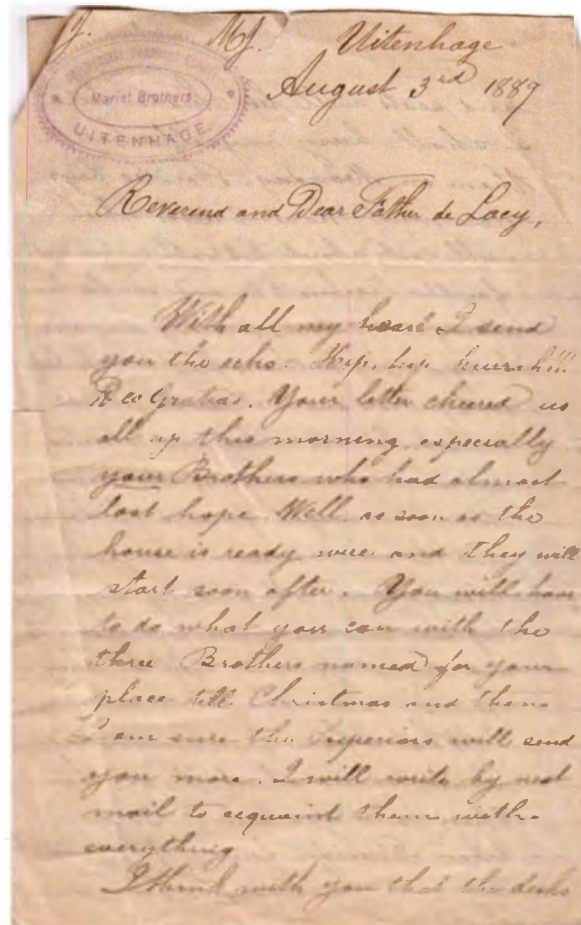 J. MJ. Uitenhage
August 3rd 1889
Marist Brothers
UITENHAGE
Reverend and Dear Father de Lacy,
With all my heart I send
you the echo. Hip, hip hurrah!!!
Deo Gratias. Your letter cheered us
all up this morning, especially
your Brothers who had almost
lost hope. Well, as soon as the
house is ready wire and they will
start soon after. You will have
to do what you can with the
three Brothers named for your
place till Christmas and then
I am sure the Superiors will send
you more. I will write by next
mail to acquaint them with
everything
I think with you that the desks